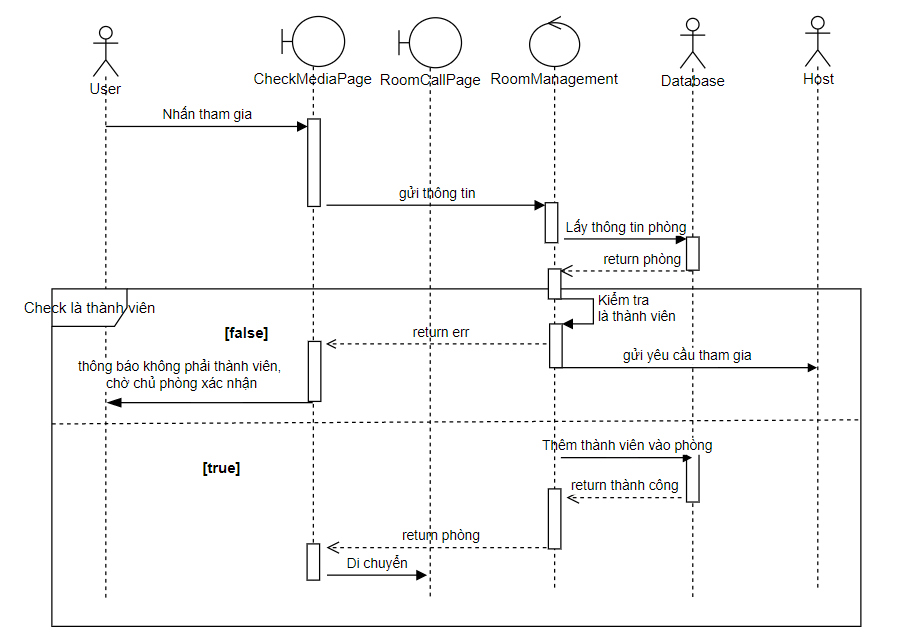 User
CheckMediaPage
RoomCallPage
RoomManagement
Database
Host
Nhấn tham gia
gửi thông tin
Lấy thông tin phòng
return phòng
Check là thành viên
Kiểm tra
là thành viên
[false]
return err
gửi yêu cầu tham gia
thông báo không phải thành viên,
chờ chủ phòng xác nhận
Thêm thành viên vào phòng
[true]
return thành công
return phòng
Di chuyển